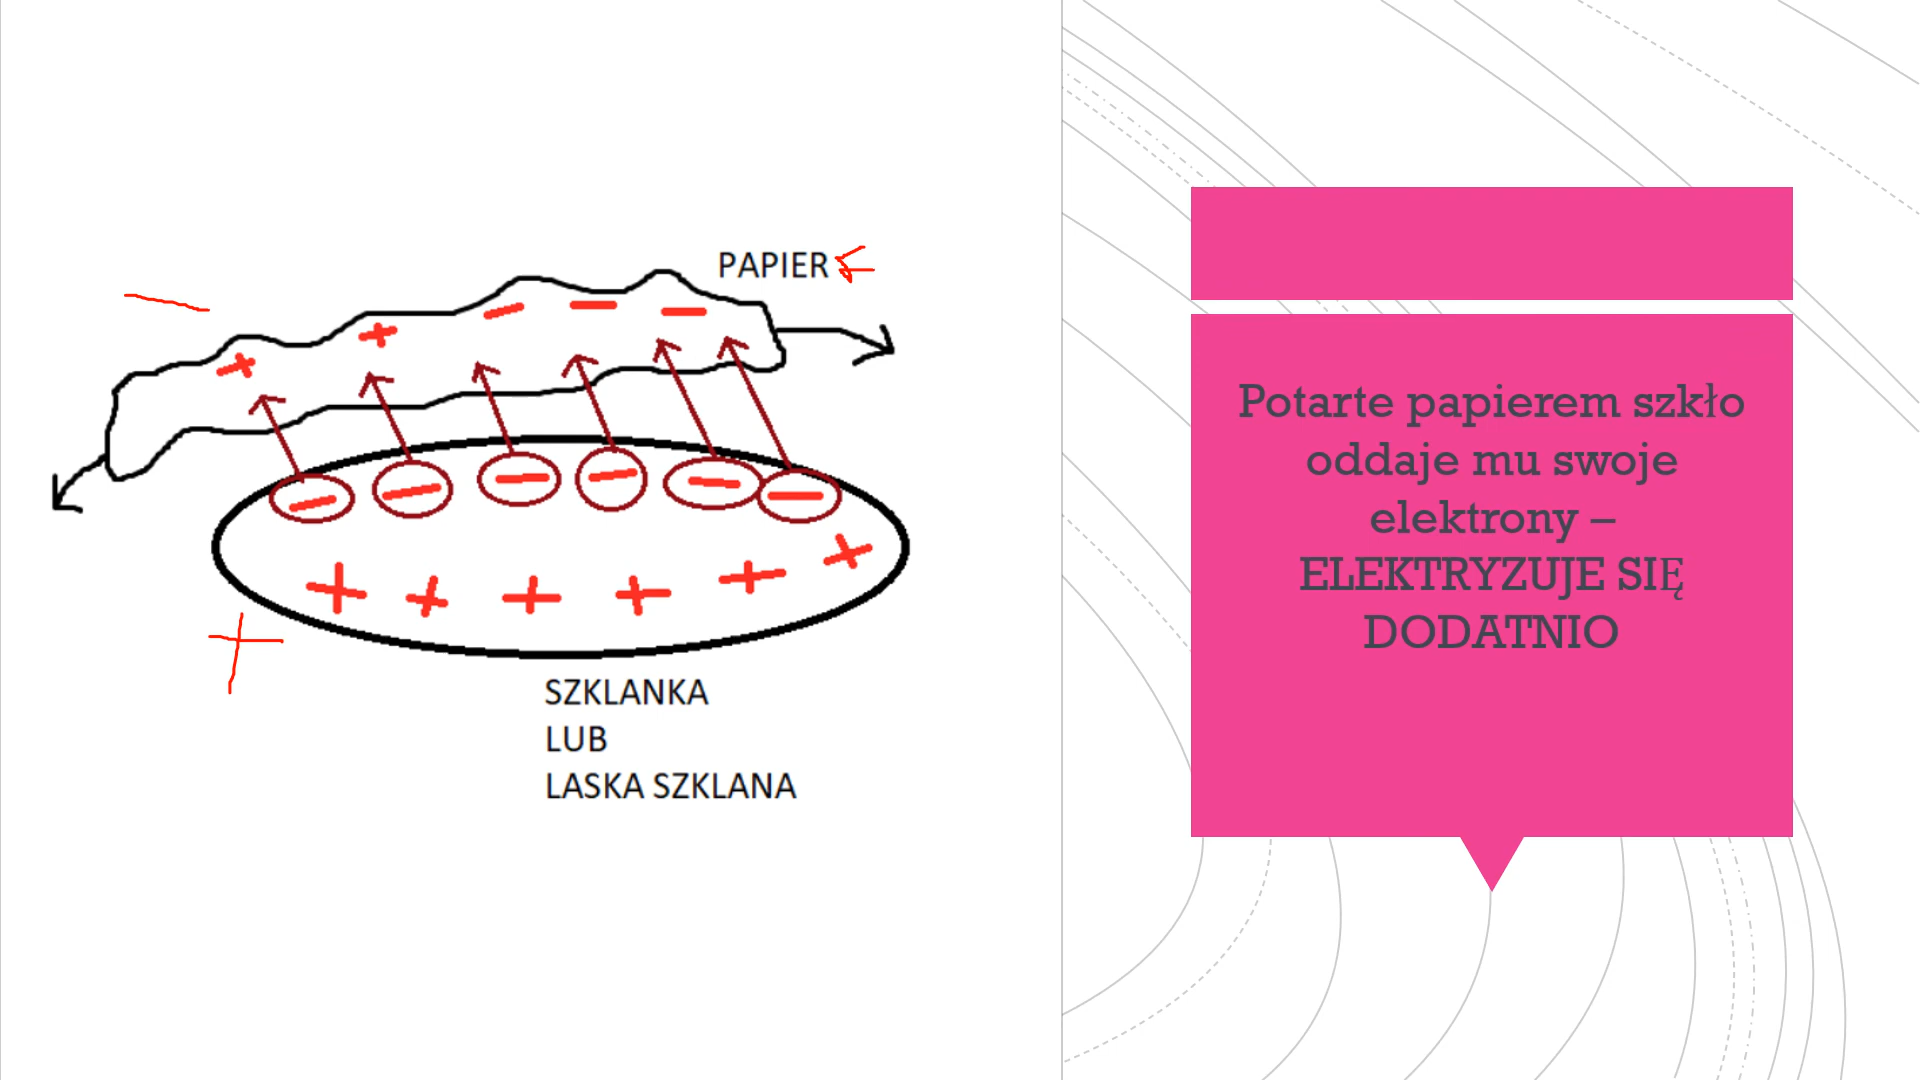 PAPIER
SZKLANKA
LUB
LASKA SZKLANA
Potarte papierem szkło
oddaje mu swoje
elektrony –
ELEKTRYZUJE SIĘ
DODATNIO